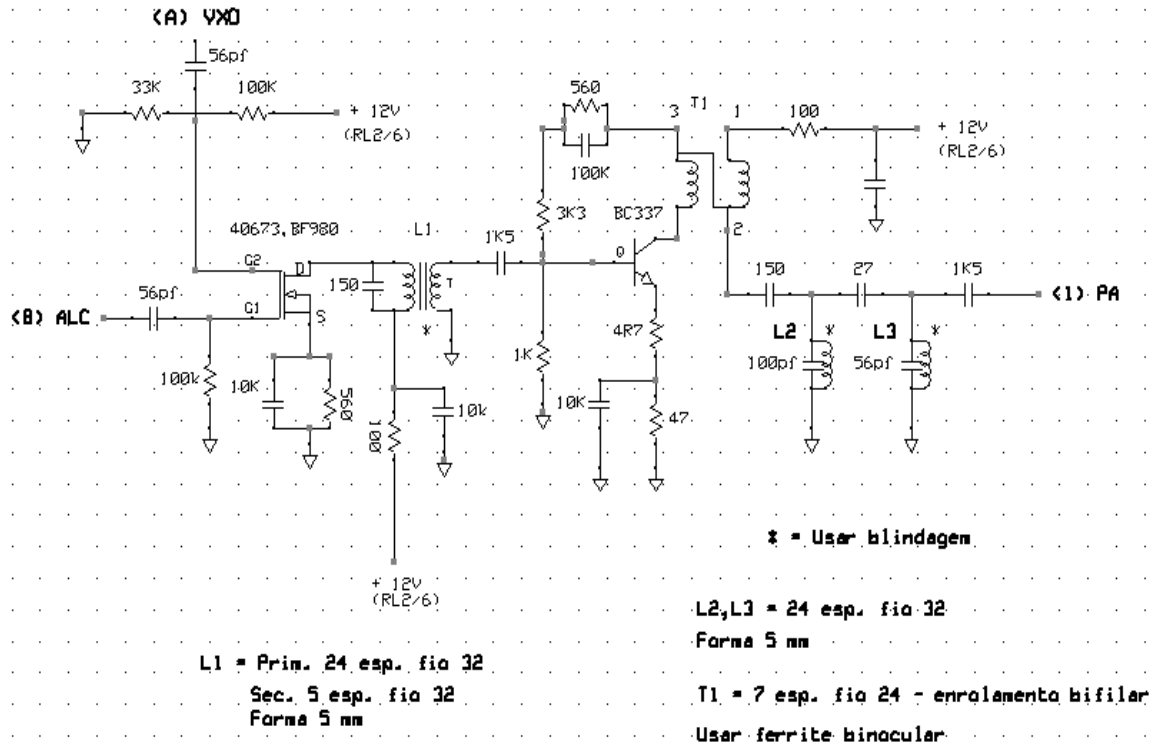 (A) VXO
56pf
33K
100K
+ 12V
(RL2/6)
560
T1
3
1
100
+ 12V
(RL2/6)
100K
3K3
BC337
40673,BF980
L1
1K5
Q
2
G2
D
56pf
150
T
150
27
1K5
(B) ALC
G1
S
*
(1) PA
4R7
L2
*
L3
*
100k
10K
560
100
10k
1K
10K
47
100pf
56pf
* = Usar blindagem
+ 12V
(RL2/6)
L2,L3 = 24 esp. fio 32
Forma 5 mm
L1 = Prim. 24 esp. fio 32
Sec. 5 esp. fio 32
Forma 5 mm
T1 = 7 esp. fio 24 - enrolamento bifilar
Usar ferrite binocular